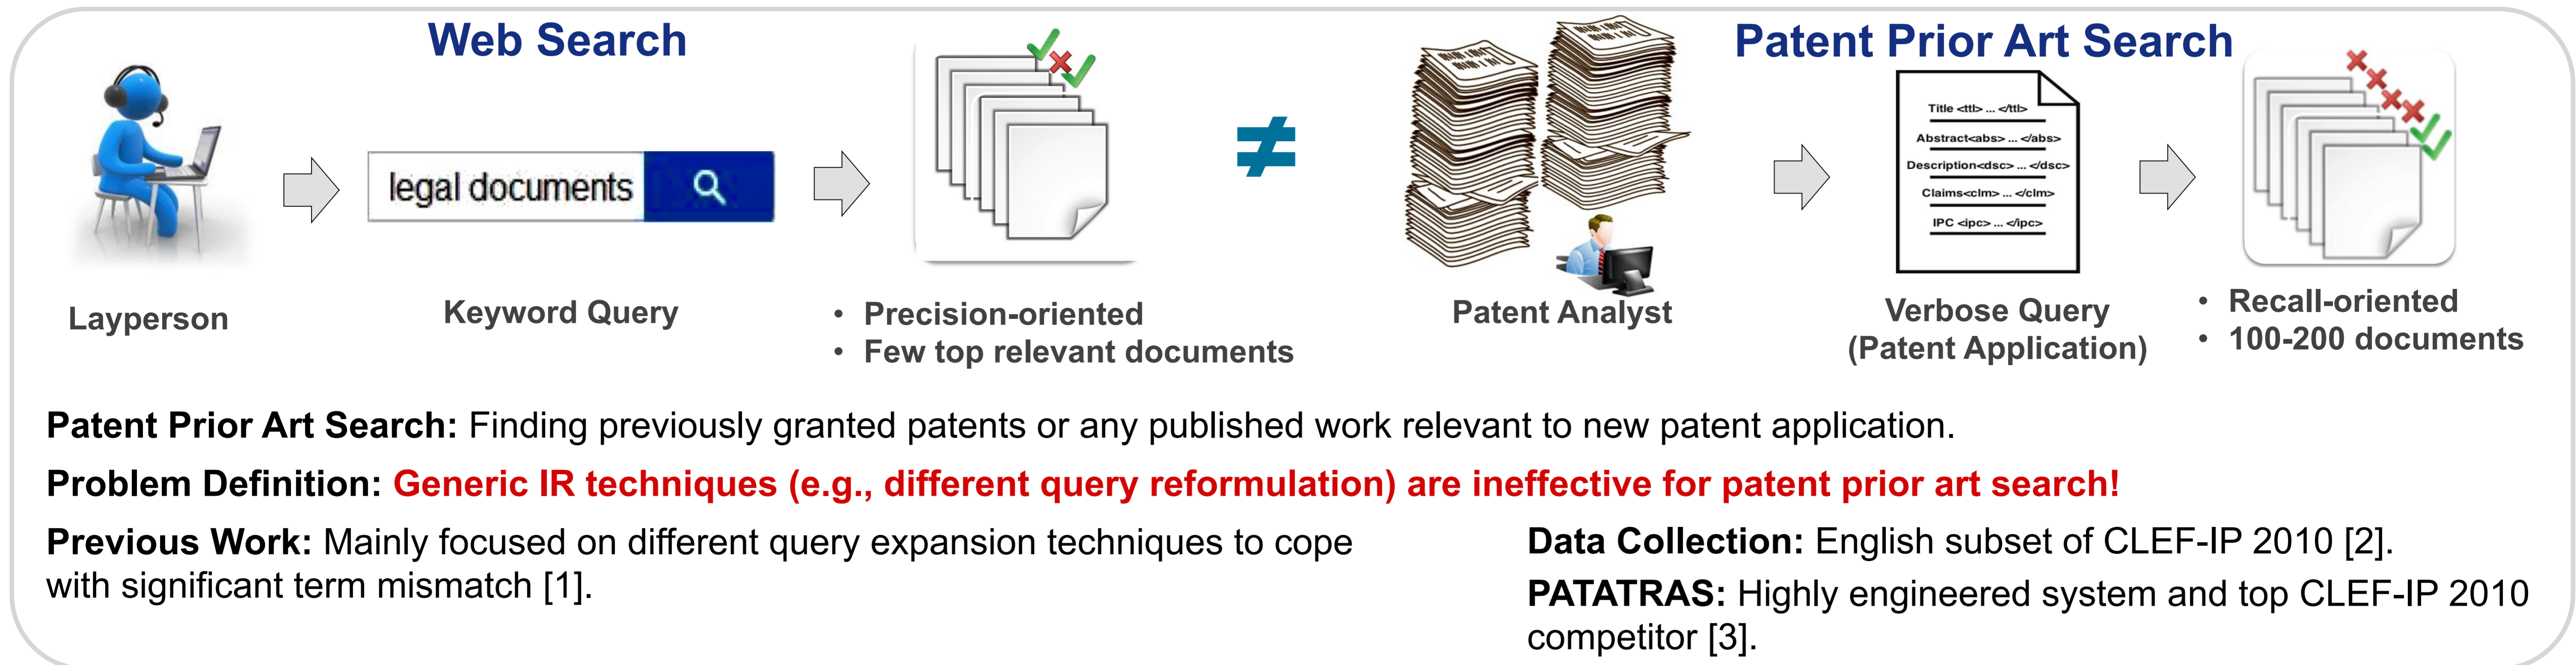 Web Search
legal documents
Layperson
Keyword Query
• Precision-oriented
• Few top relevant documents
≠
Patent Prior Art Search
Title <ttl> ... </ttl>
Abstract<abs> ... </abs>
Description<dsc> ... </dsc>
Claims<clm> ... </clm>
IPC <ipc> ... </ipc>
Patent Analyst
Verbose Query
(Patent Application)
• Recall-oriented
• 100-200 documents
Patent Prior Art Search: Finding previously granted patents or any published work relevant to new patent application.
Problem Definition: Generic IR techniques (e.g., different query reformulation) are ineffective for patent prior art search!
Previous Work: Mainly focused on different query expansion techniques to cope
with significant term mismatch [1].
Data Collection: English subset of CLEF-IP 2010 [2].
PATATRAS: Highly engineered system and top CLEF-IP 2010
competitor [3].